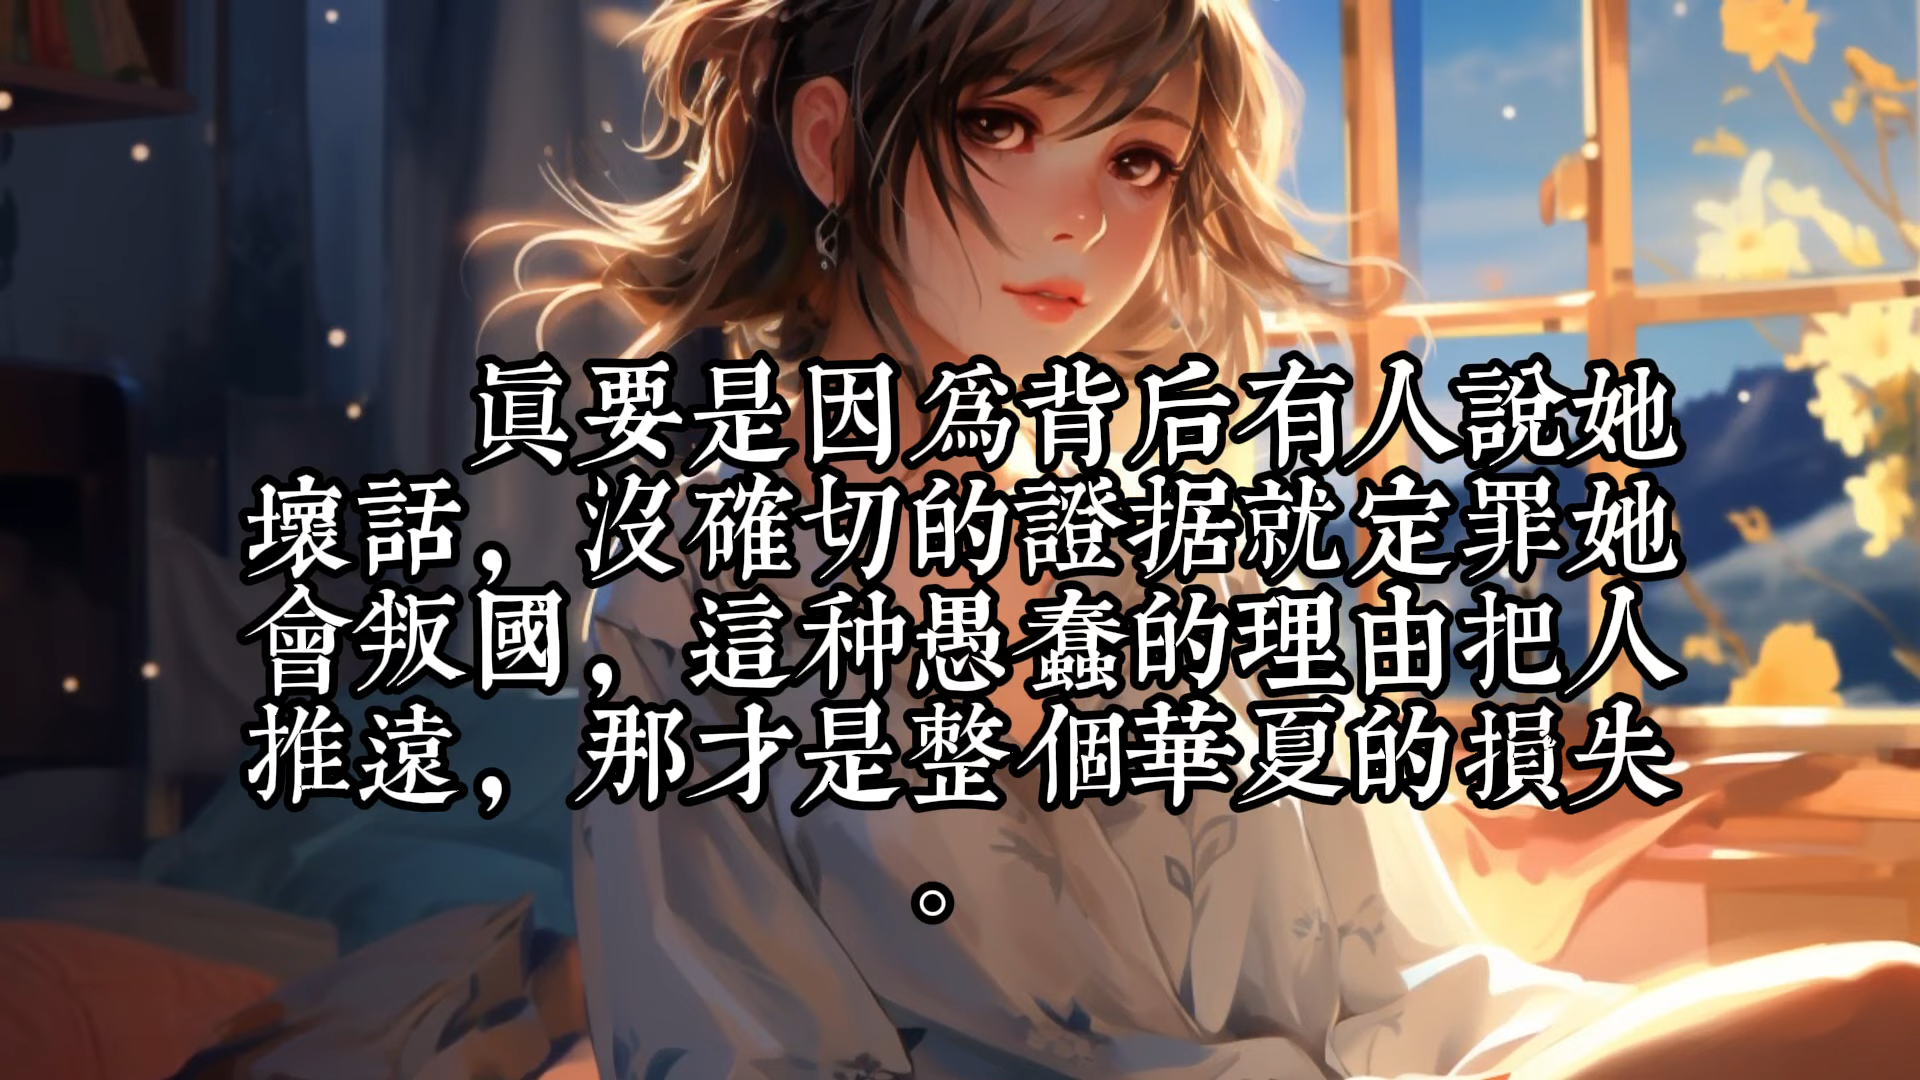 眞要是因爲背后有人說她
壞話，沒確切的證据就定罪她
會叛國，這种愚蠢的理由把人
推遠，那才是整個華夏的損失
。